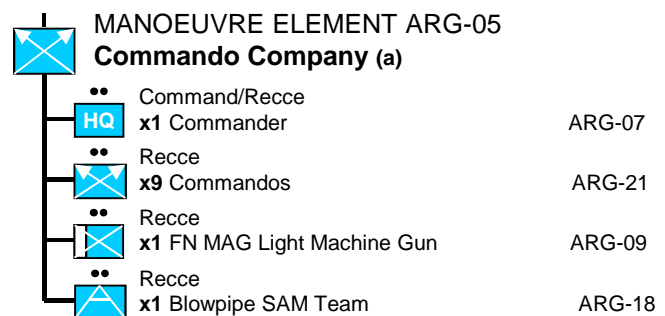 MANOEUVRE ELEMENT ARG-05
Commando Company (a)
Command/Recce
HQ x1 Commander ARG-07
Recce
x9 Commandos ARG-21
Recce
x1 FN MAG Light Machine Gun ARG-09
Recce
x1 Blowpipe SAM Team ARG-18